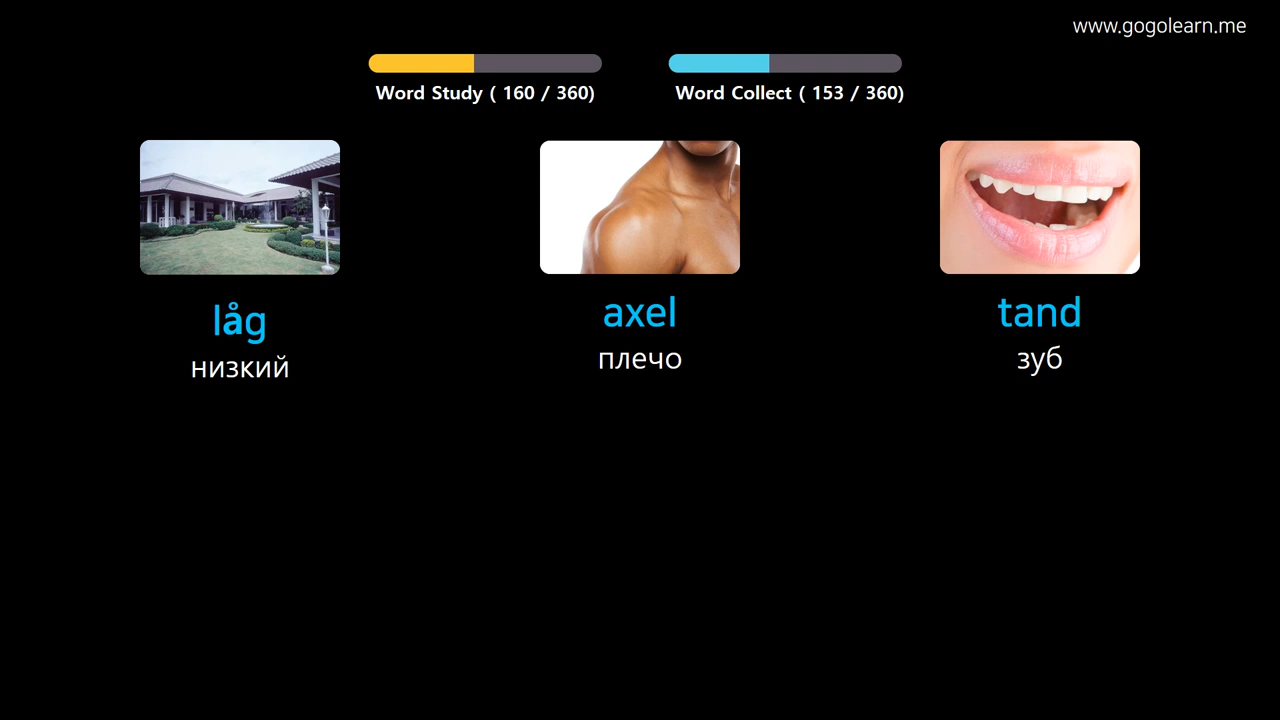 www.gogolearn.me
Word Study ( 160 / 360)
Word Collect ( 153 / 360)
låg
низкий
axel
плечо
tand
зуб